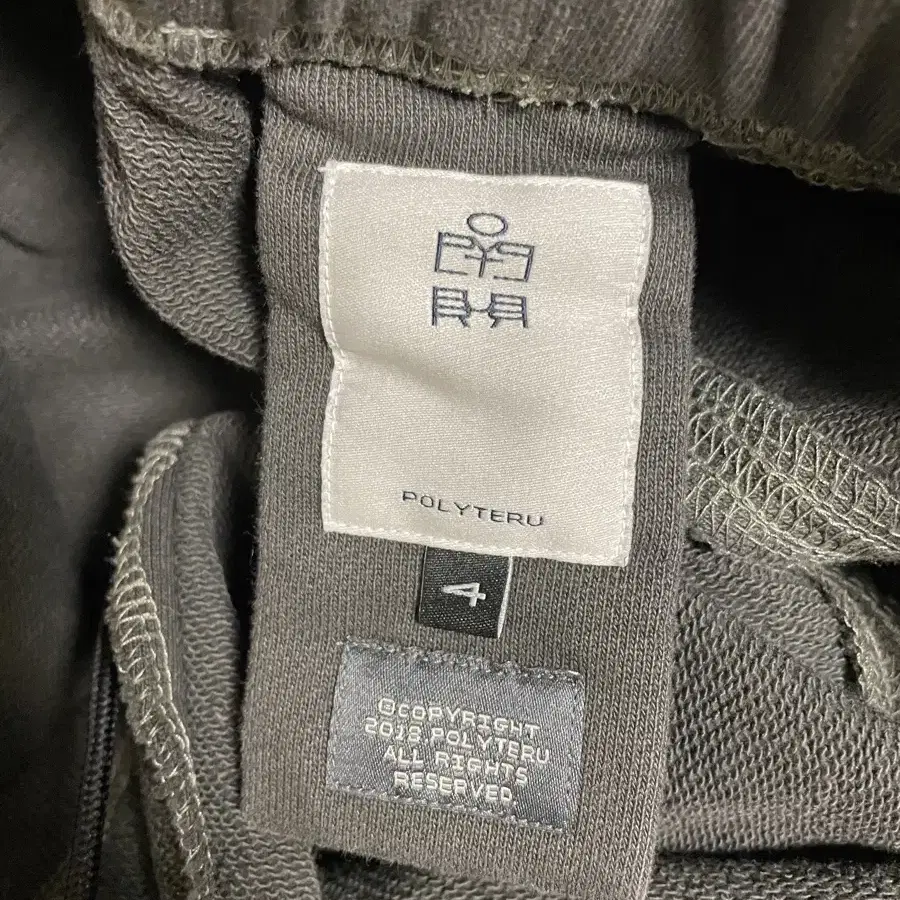 POLYTERU
4
©COPYRIGHT
2018 POLYTERU
ALL RIGHTS
RESERVED